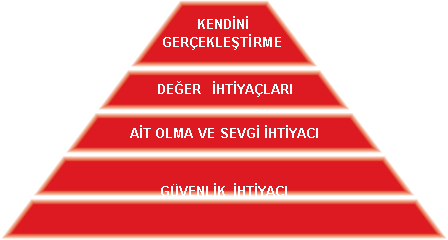 KENDİNİ
GERÇEKLEŞTİRME
DEĞER İHTİYAÇLARI
AİT OLMA VE SEVGİ İHTİYACI
GÜVENLİK İHTİYACI